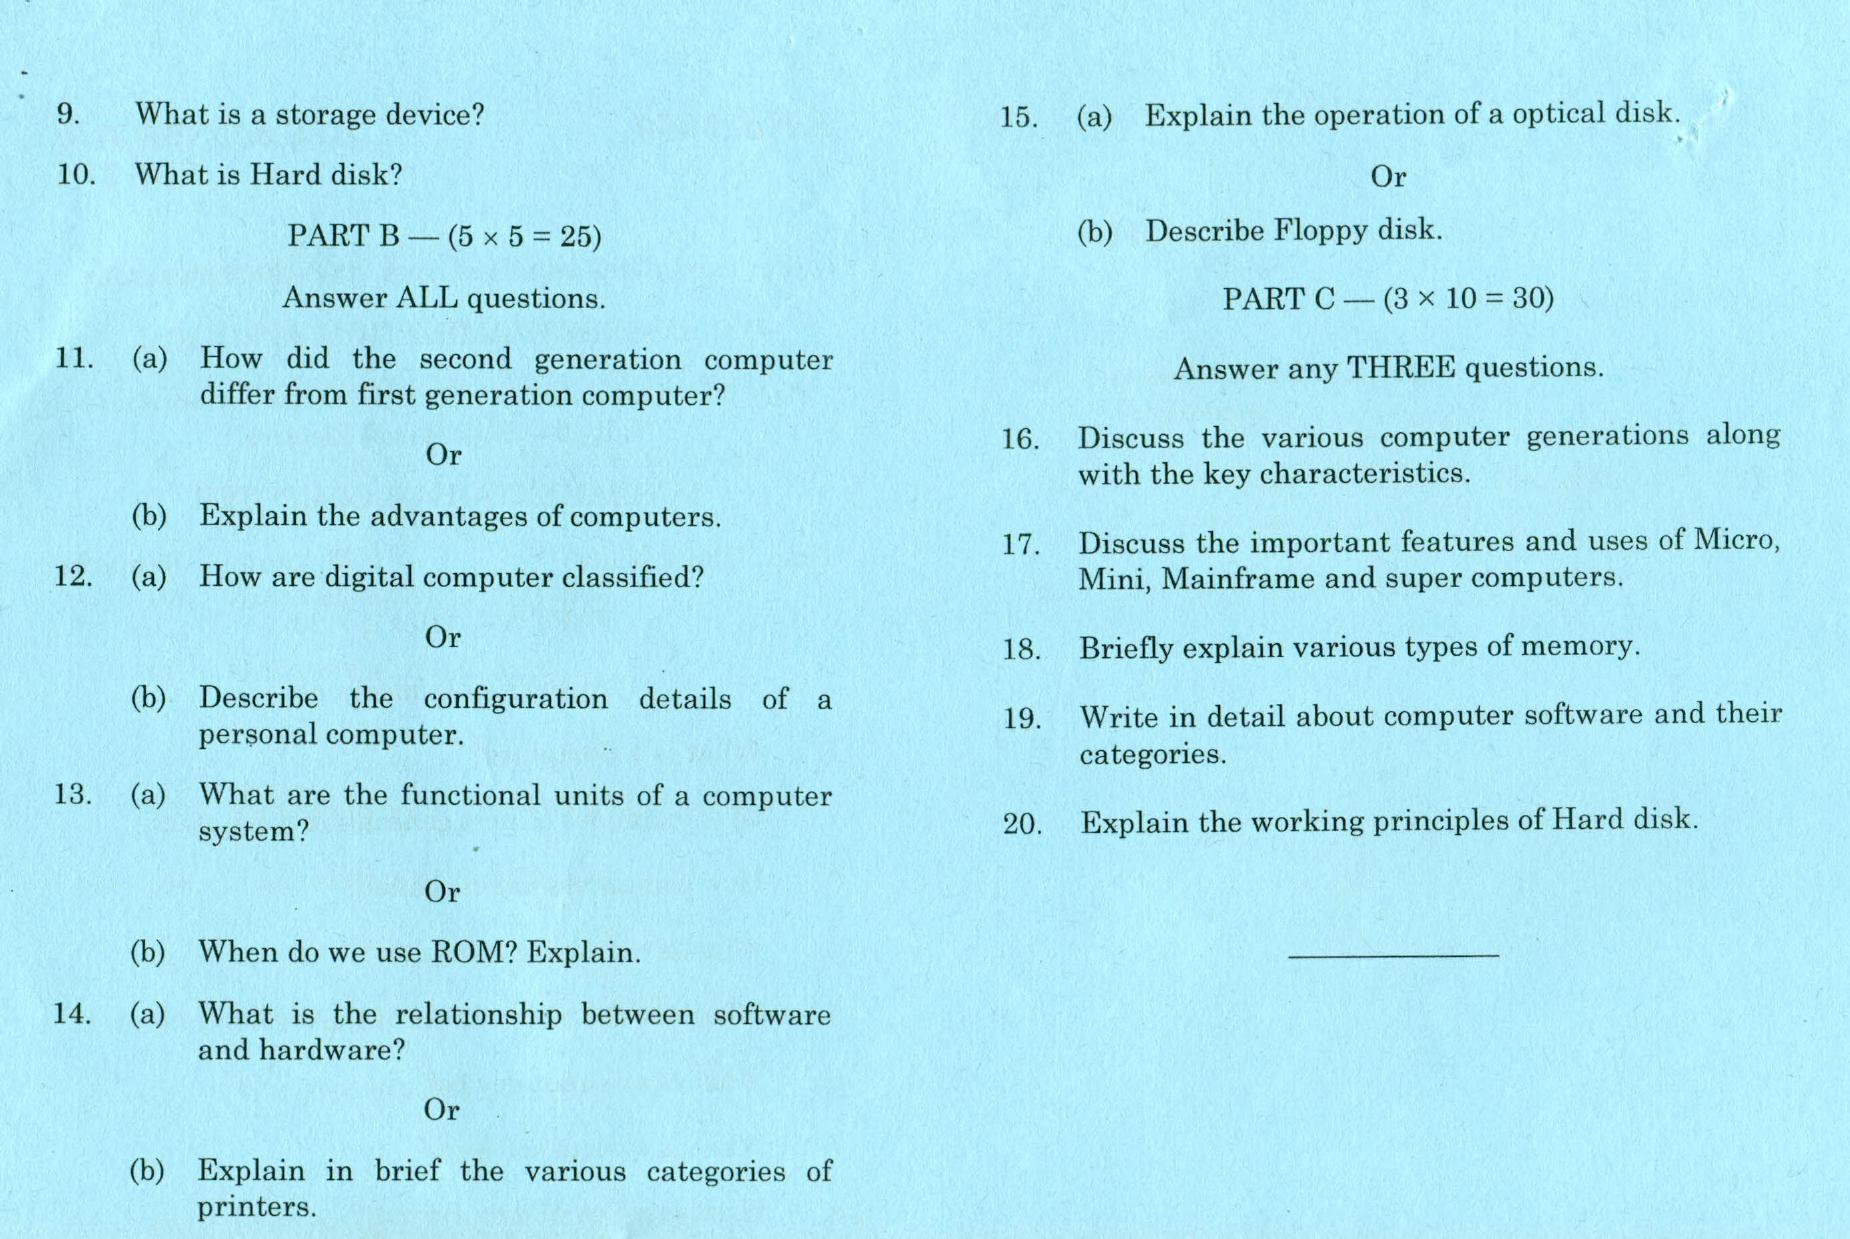 9. What is a storage device?
10. What is Hard disk?
PART B — (5 × 5 = 25)
Answer ALL questions.
11. (a) How did the second generation computer
differ from first generation computer?
Or
(b) Explain the advantages of computers.
12. (a) How are digital computer classified?
Or
(b) Describe the configuration details of a
personal computer.
13. (a) What are the functional units of a computer
system?
Or
(b) When do we use ROM? Explain.
14. (a) What is the relationship between software
and hardware?
Or
(b) Explain in brief the various categories of
printers.
15. (a) Explain the operation of a optical disk.
Or
(b) Describe Floppy disk.
PART C — (3 × 10 = 30)
Answer any THREE questions.
16. Discuss the various computer generations along
with the key characteristics.
17. Discuss the important features and uses of Micro,
Mini, Mainframe and super computers.
18. Briefly explain various types of memory.
19. Write in detail about computer software and their
categories.
20. Explain the working principles of Hard disk.